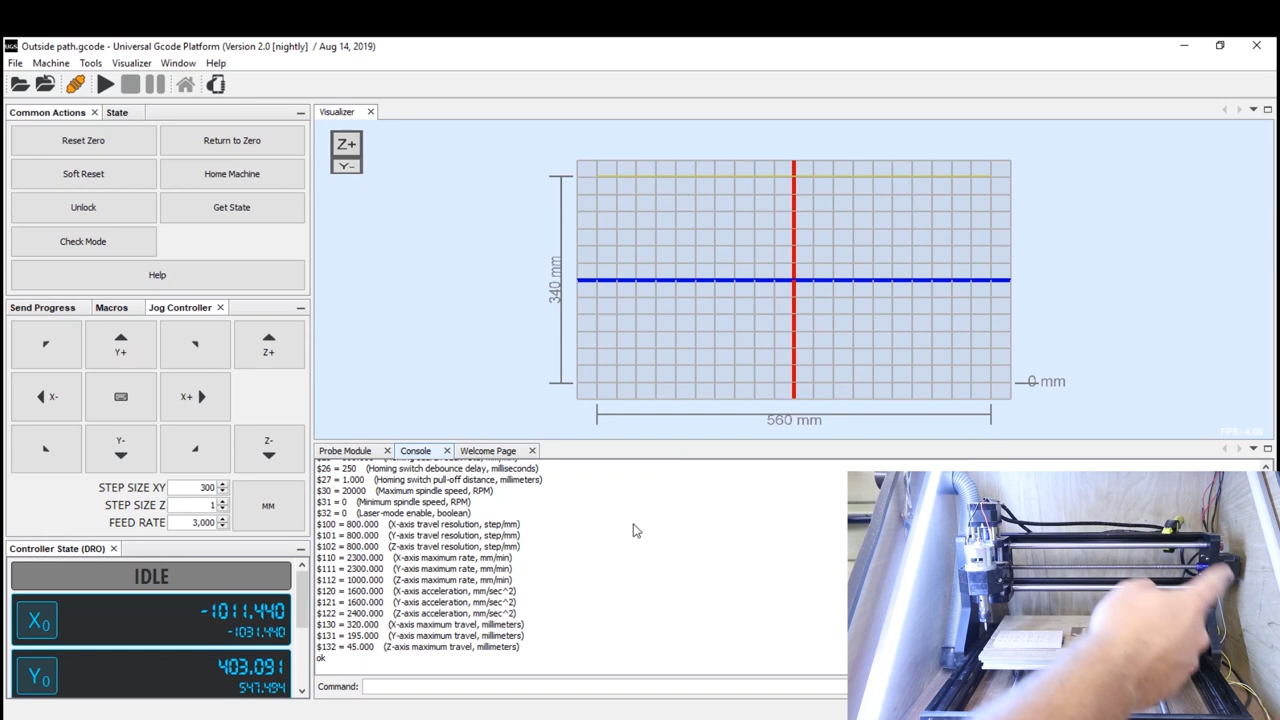 UGS Outside path.gcode - Universal Gcode Platform (Version 2.0 [nightly] / Aug 14, 2019)
File Machine Tools Visualizer Window Help
Common Actions State
Reset Zero Return to Zero
Soft Reset Home Machine
Unlock Get State
Check Mode
Help
Send Progress Macros Jog Controller
Y+ Z+
X- X+
Y- Z-
STEP SIZE XY 300
STEP SIZE Z 1
FEED RATE 3,000
MM
Controller State (DRO)
IDLE
X0 -1011.440
-1031.440
Y0 403.091
547.494
Visualizer
Z+
Y-
340 mm
0 mm
560 mm
Probe Module Console Welcome Page
$26 = 250 (Homing switch debounce delay, milliseconds)
$27 = 1.000 (Homing switch pull-off distance, millimeters)
$30 = 20000 (Maximum spindle speed, RPM)
$31 = 0 (Minimum spindle speed, RPM)
$32 = 0 (Laser-mode enable, boolean)
$100 = 800.000 (X-axis travel resolution, step/mm)
$101 = 800.000 (Y-axis travel resolution, step/mm)
$102 = 800.000 (Z-axis travel resolution, step/mm)
$110 = 2300.000 (X-axis maximum rate, mm/min)
$111 = 2300.000 (Y-axis maximum rate, mm/min)
$112 = 1000.000 (Z-axis maximum rate, mm/min)
$120 = 1600.000 (X-axis acceleration, mm/sec^2)
$121 = 1600.000 (Y-axis acceleration, mm/sec^2)
$122 = 2400.000 (Z-axis acceleration, mm/sec^2)
$130 = 320.000 (X-axis maximum travel, millimeters)
$131 = 195.000 (Y-axis maximum travel, millimeters)
$132 = 45.000 (Z-axis maximum travel, millimeters)
ok
Command: